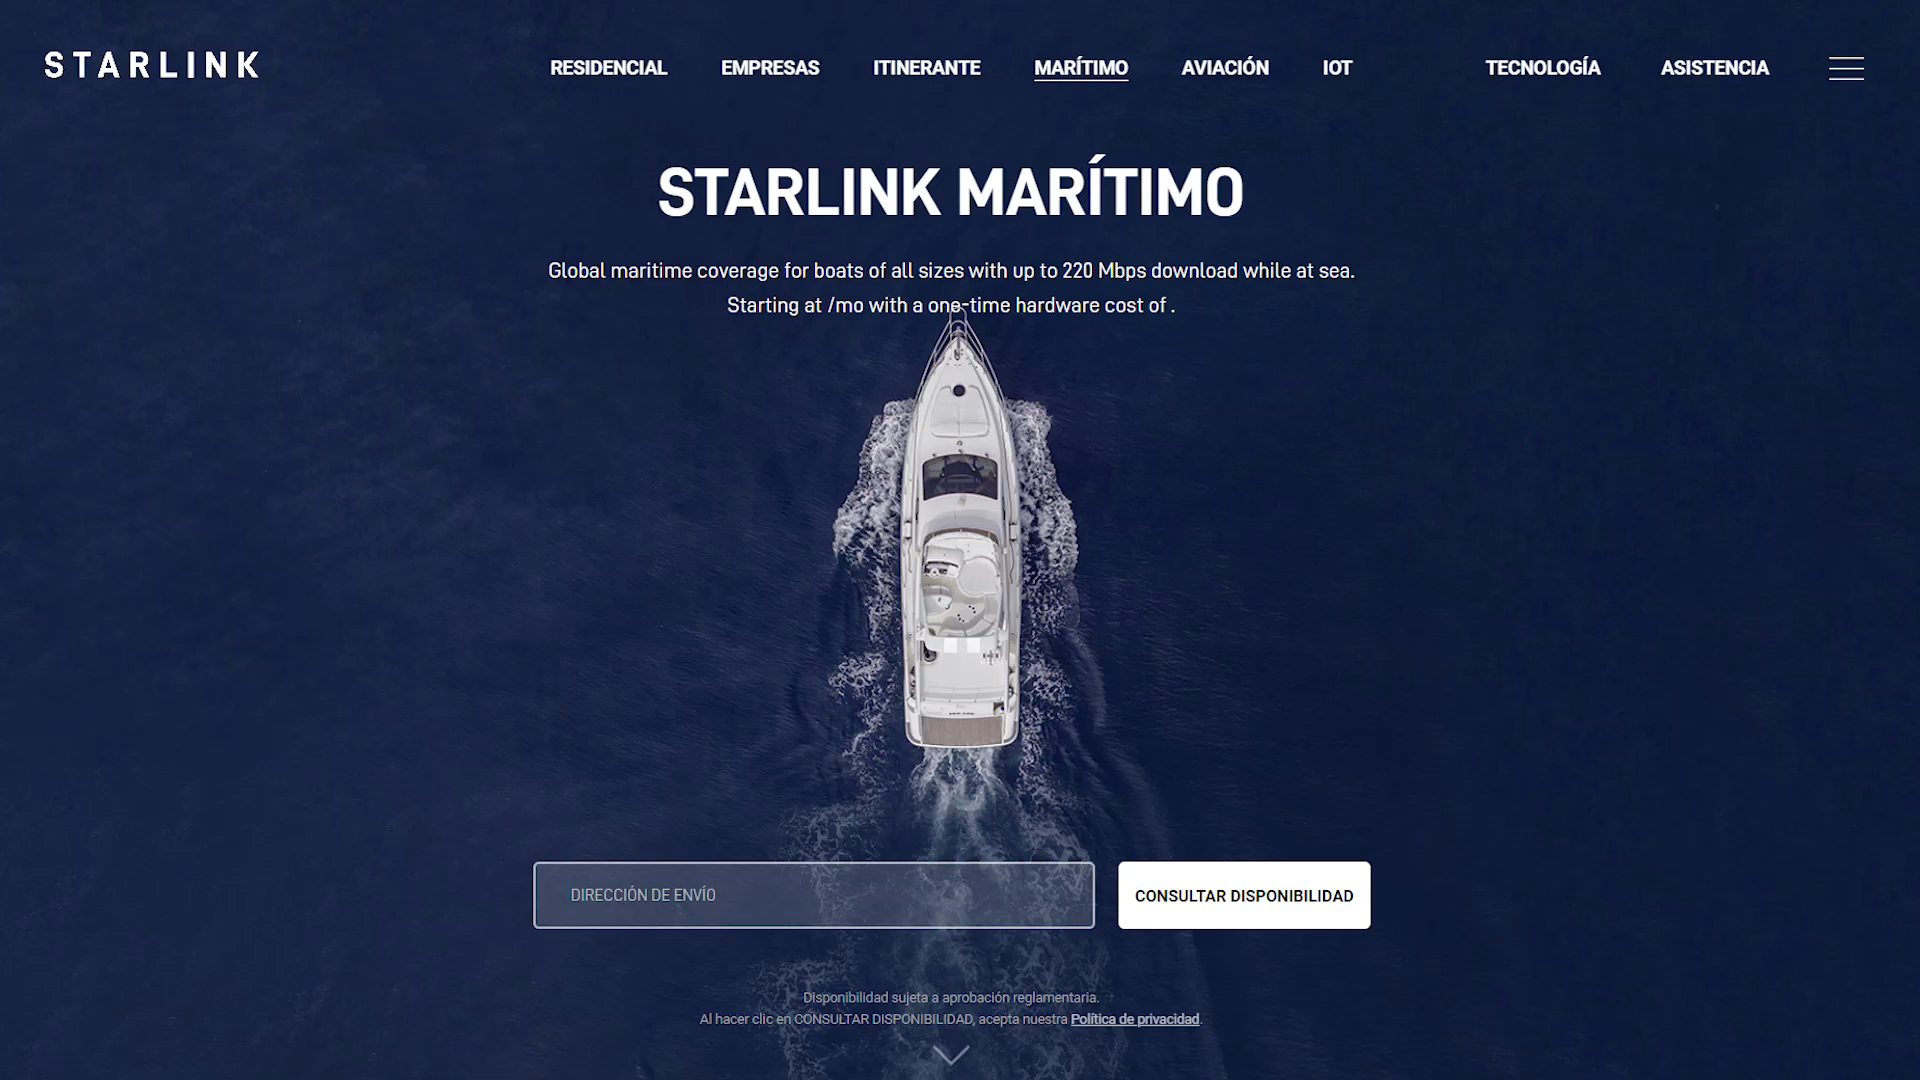 STARLINK
RESIDENCIAL EMPRESAS ITINERANTE MARÍTIMO AVIACIÓN IOT TECNOLOGÍA ASISTENCIA
STARLINK MARÍTIMO
Global maritime coverage for boats of all sizes with up to 220 Mbps download while at sea.
Starting at /mo with a one-time hardware cost of .
DIRECCIÓN DE ENVÍO
CONSULTAR DISPONIBILIDAD
Disponibilidad sujeta a aprobación reglamentaria.
Al hacer clic en CONSULTAR DISPONIBILIDAD, acepta nuestra Política de privacidad.